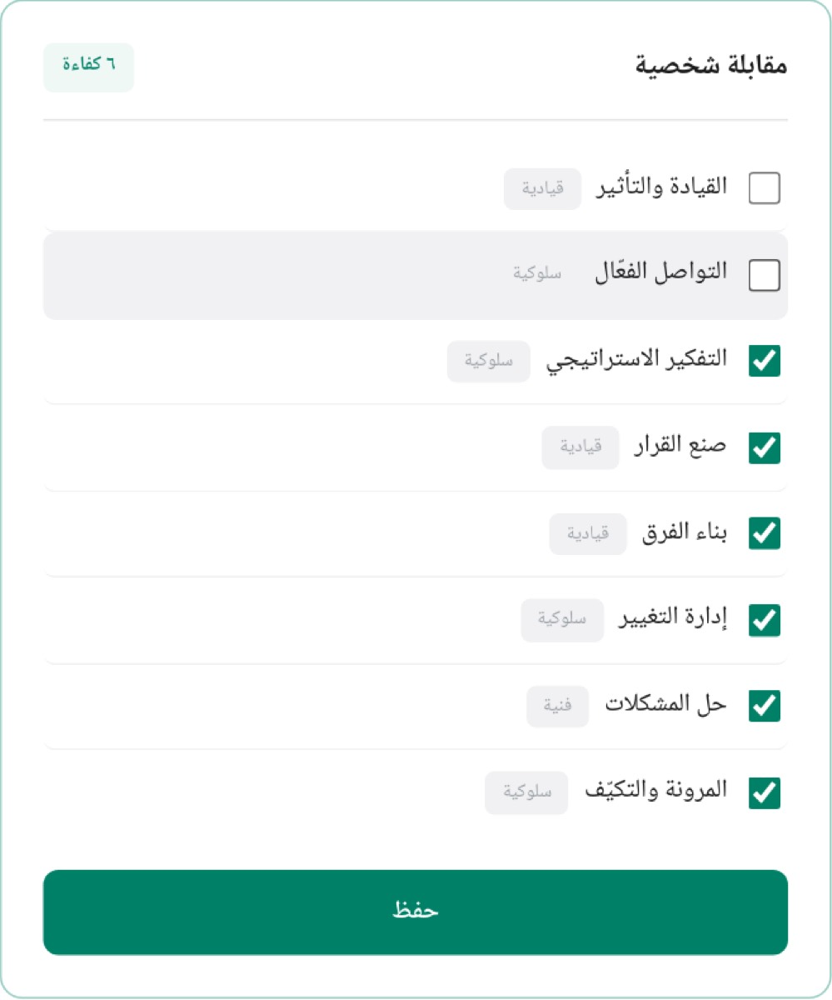 مقابلة شخصية
٦ كفاءة
القيادة والتأثير قيادية
التواصل الفعّال سلوكية
التفكير الاستراتيجي سلوكية
صنع القرار قيادية
بناء الفرق قيادية
إدارة التغيير سلوكية
حل المشكلات فنية
المرونة والتكيّف سلوكية
حفظ